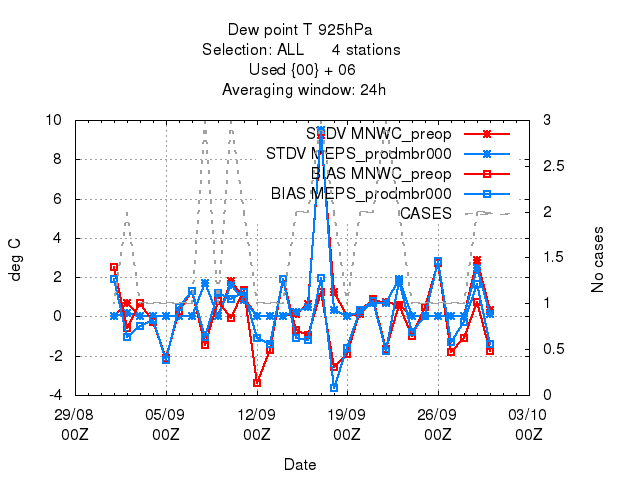 Dew point T 925hPa
Selection: ALL 4 stations
Used {00} + 06
Averaging window: 24h
STDV MNWC_preop
STDV MEPS_prodmbr000
BIAS MNWC_preop
BIAS MEPS_prodmbr000
CASES
deg C
10
8
6
4
2
0
-2
-4
No cases
3
2.5
2
1.5
1
0.5
0
29/08 05/09 12/09 19/09 26/09 03/10
00Z 00Z 00Z 00Z 00Z 00Z
Date